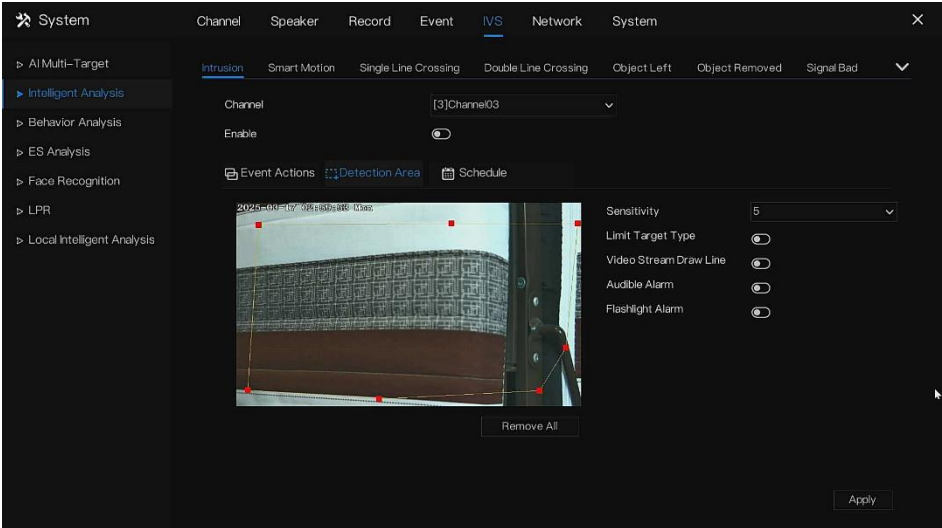 System
Channel Speaker Record Event IVS Network System
AI Multi-Target
Intelligent Analysis
Behavior Analysis
ES Analysis
Face Recognition
LPR
Local Intelligent Analysis
Intrusion Smart Motion Single Line Crossing Double Line Crossing Object Left Object Removed Signal Bad
Channel [3]Channel03
Enable
Event Actions Detection Area Schedule
Sensitivity 5
Limit Target Type
Video Stream Draw Line
Audible Alarm
Flashlight Alarm
Remove All
Apply